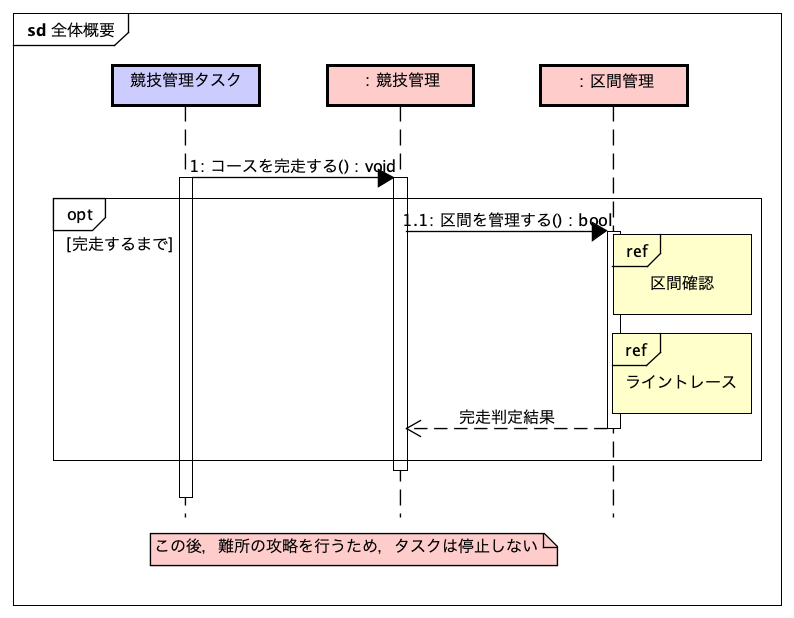 sd 全体概要
競技管理タスク
: 競技管理
: 区間管理
1: コースを完走する() : void
opt
[完走するまで]
1.1: 区間を管理する() : bool
ref
区間確認
ref
ライントレース
完走判定結果
この後，難所の攻略を行うため，タスクは停止しない